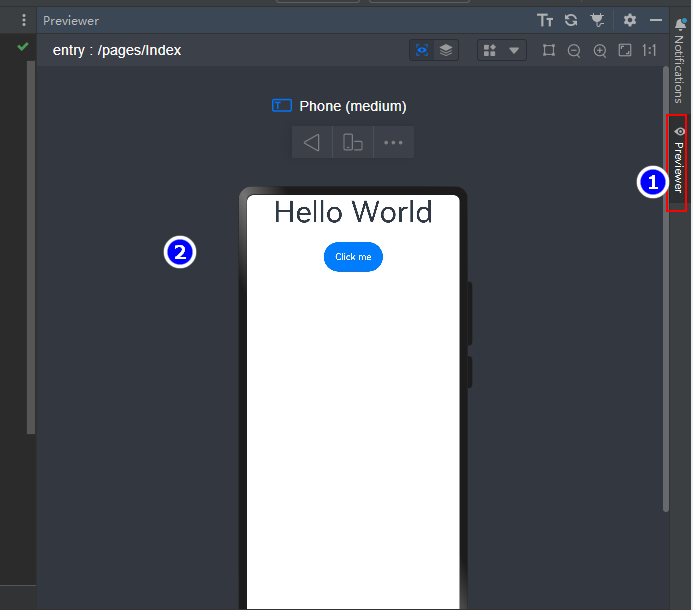 Previewer
entry : /pages/Index
1:1
Notifications
Phone (medium)
Previewer
1
Hello World
2
Click me